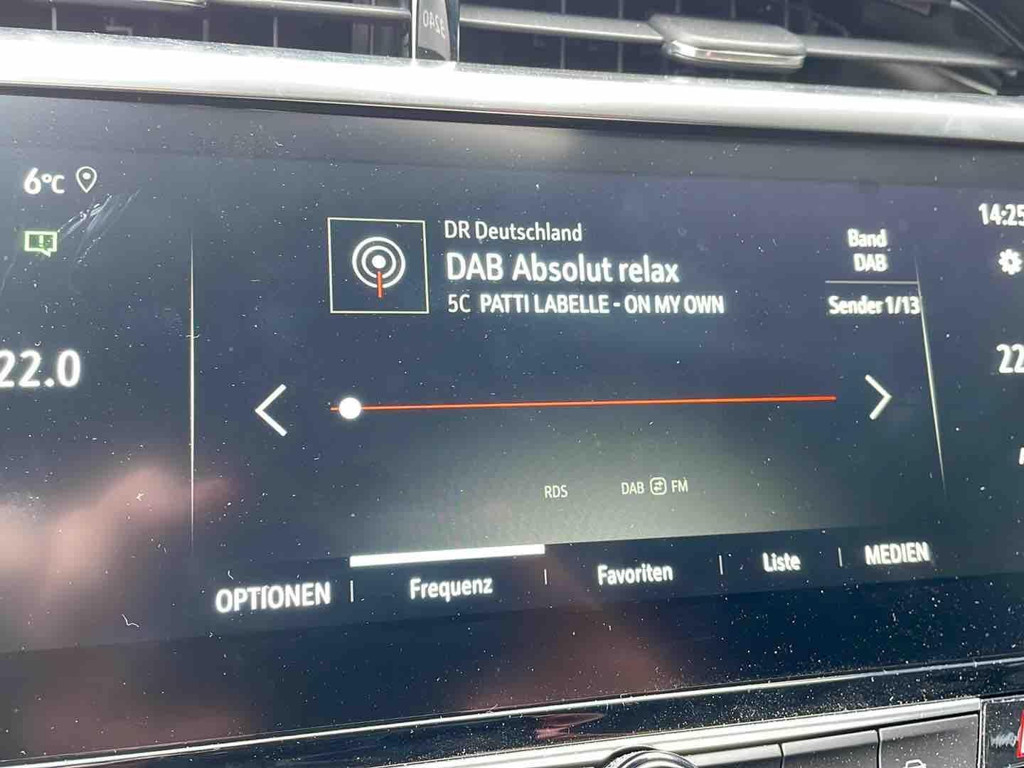 6°C
14:25
DR Deutschland
DAB Absolut relax
5C PATTI LABELLE - ON MY OWN
Band
DAB
Sender 1/13
22.0
22
RDS
DAB FM
OPTIONEN
Frequenz
Favoriten
Liste
MEDIEN